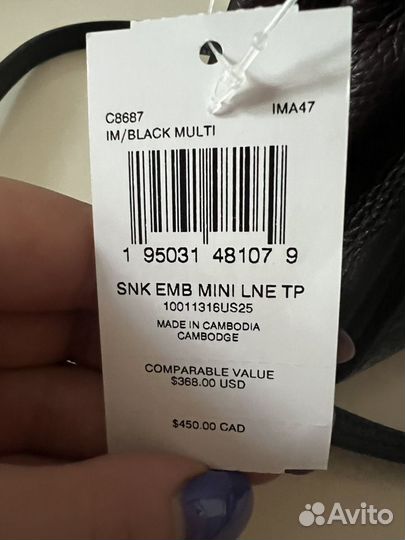 C8687 IMA47
IM/BLACK MULTI
1 95031 48107 9
SNK EMB MINI LNE TP
10011316US25
MADE IN CAMBODIA
CAMBODGE
COMPARABLE VALUE
$368.00 USD
$450.00 CAD
Avito